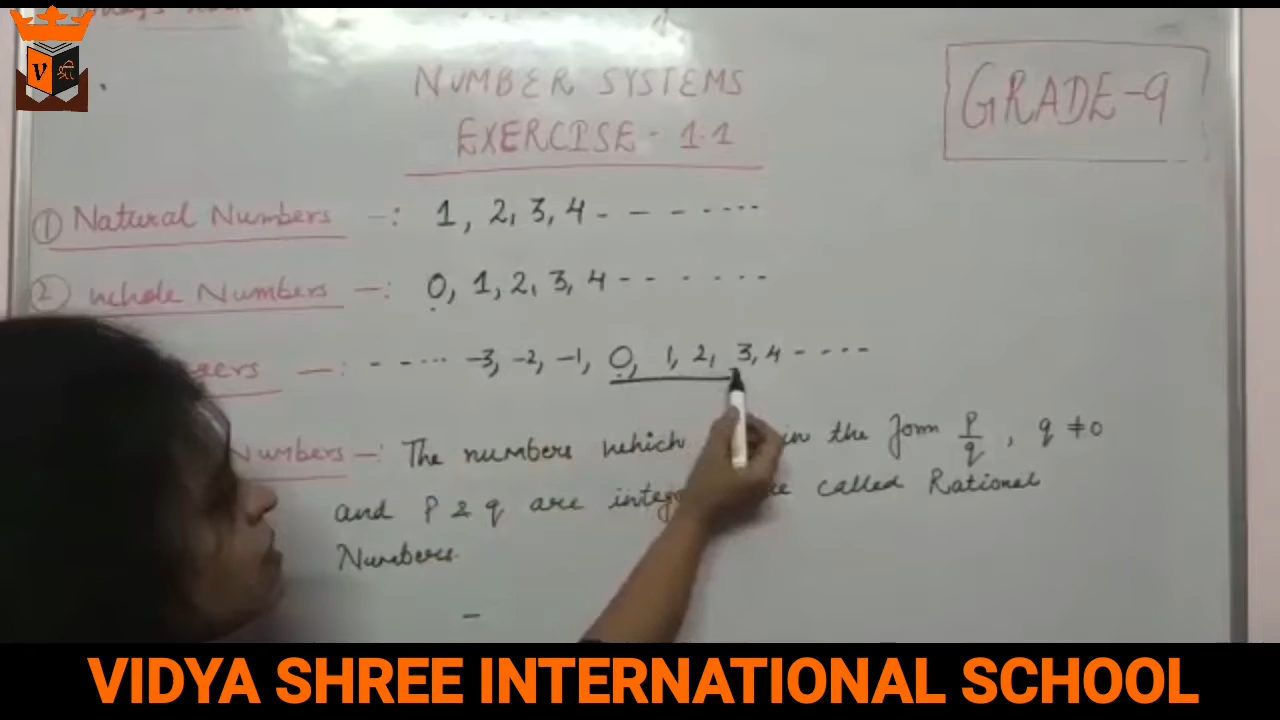 V श्री
NUMBER SYSTEMS
EXERCISE - 1.1
GRADE-9
① Natural Numbers -: 1, 2, 3, 4 - - - - ....
② Whole Numbers -: 0, 1, 2, 3, 4 - - . . . . .
-: - - .... -3, -2, -1, 0, 1, 2, 3, 4 - - - -
Numbers -: The numbers which in the form P/q, q ≠ 0
and P & q are called Rational
Numbers.
VIDYA SHREE INTERNATIONAL SCHOOL